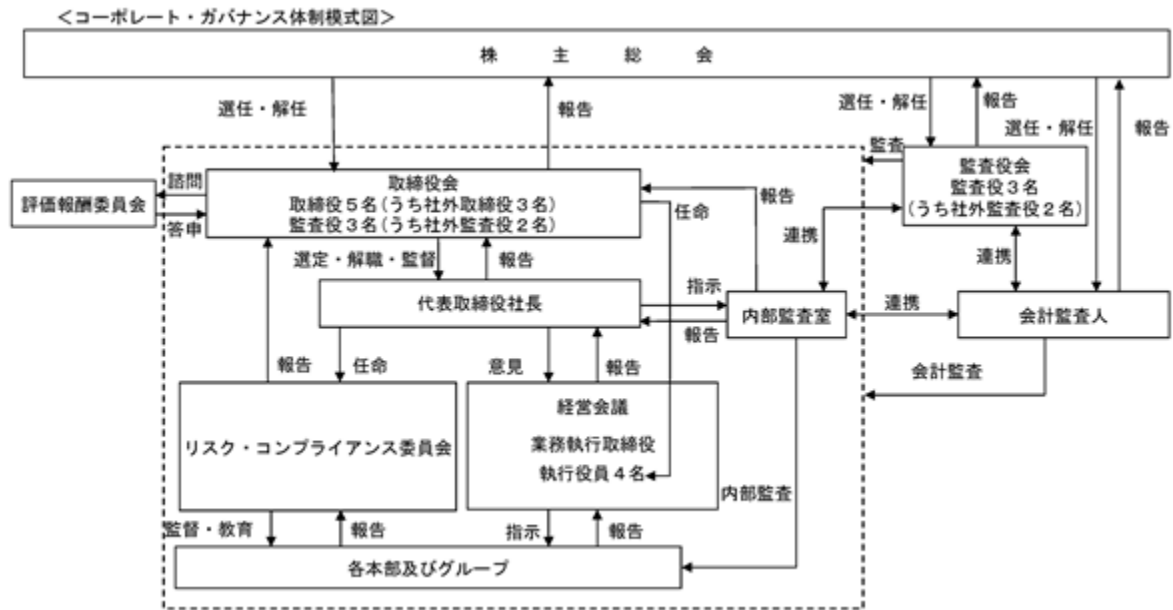 ＜コーポレート・ガバナンス体制模式図＞
株主総会
選任・解任
報告
選任・解任
報告
選任・解任
報告
監査
監査役会
監査役３名
(うち社外監査役２名)
諮問
評価報酬委員会
答申
取締役会
取締役５名(うち社外取締役３名)
監査役３名(うち社外監査役２名)
報告
任命
連携
連携
選定・解職・監督
報告
代表取締役社長
指示
報告
内部監査室
連携
会計監査人
報告
任命
意見
報告
会計監査
リスク・コンプライアンス委員会
経営会議
業務執行取締役
執行役員４名
内部監査
監督・教育
報告
指示
報告
各本部及びグループ